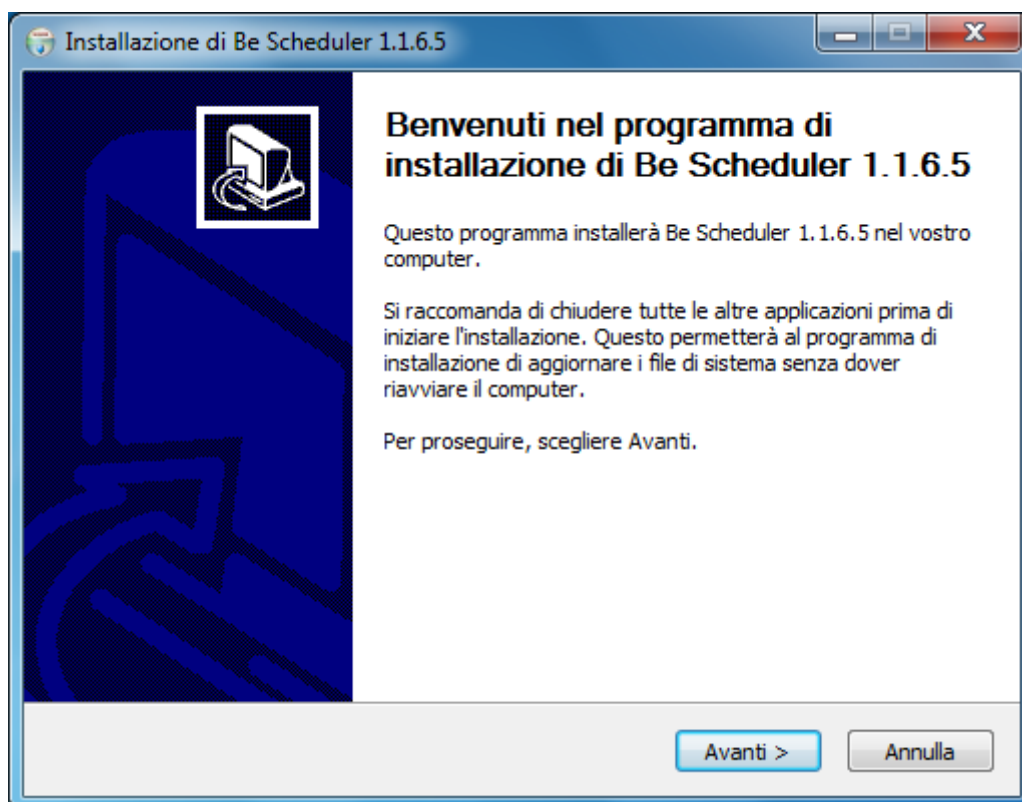 Installazione di Be Scheduler 1.1.6.5
Benvenuti nel programma di
installazione di Be Scheduler 1.1.6.5
Questo programma installerà Be Scheduler 1.1.6.5 nel vostro
computer.
Si raccomanda di chiudere tutte le altre applicazioni prima di
iniziare l'installazione. Questo permetterà al programma di
installazione di aggiornare i file di sistema senza dover
riavviare il computer.
Per proseguire, scegliere Avanti.
Avanti >
Annulla